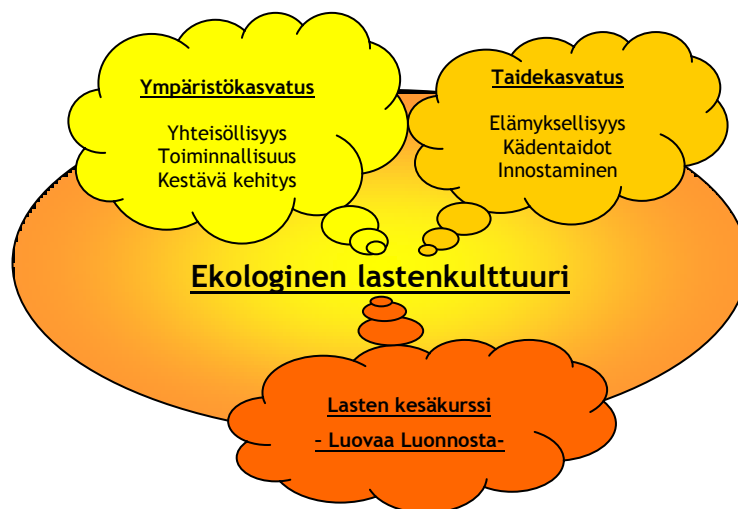 Ympäristökasvatus
Yhteisöllisyys
Toiminnallisuus
Kestävä kehitys
Taidekasvatus
Elämyksellisyys
Kädentaidot
Innostaminen
Ekologinen lastenkulttuuri
Lasten kesäkurssi
- Luovaa Luonnosta-